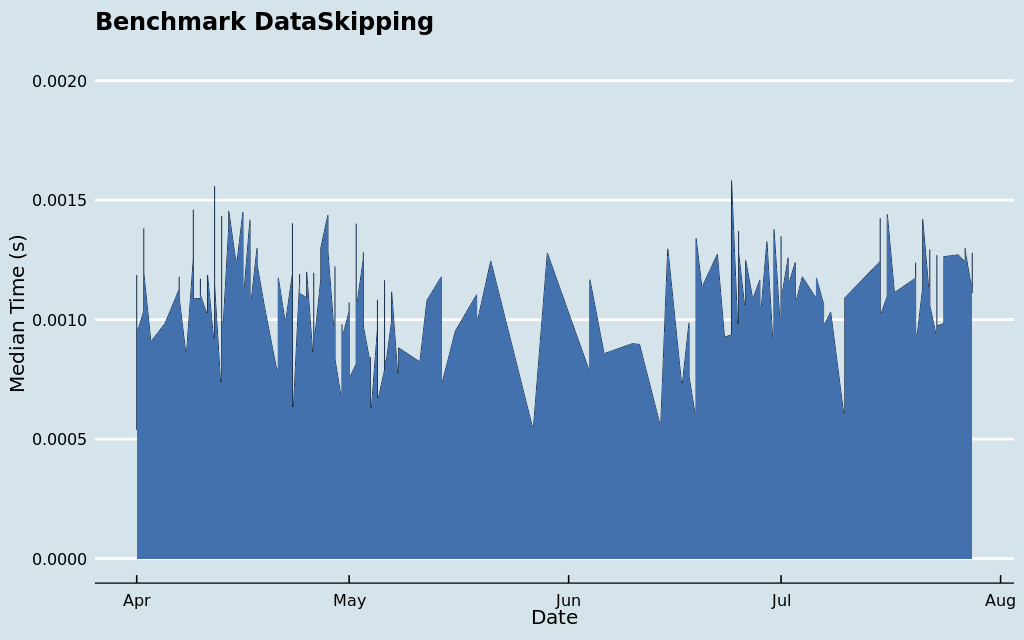 Benchmark DataSkipping
Median Time (s)
0.0020
0.0015
0.0010
0.0005
0.0000
Apr May Jun Jul Aug
Date